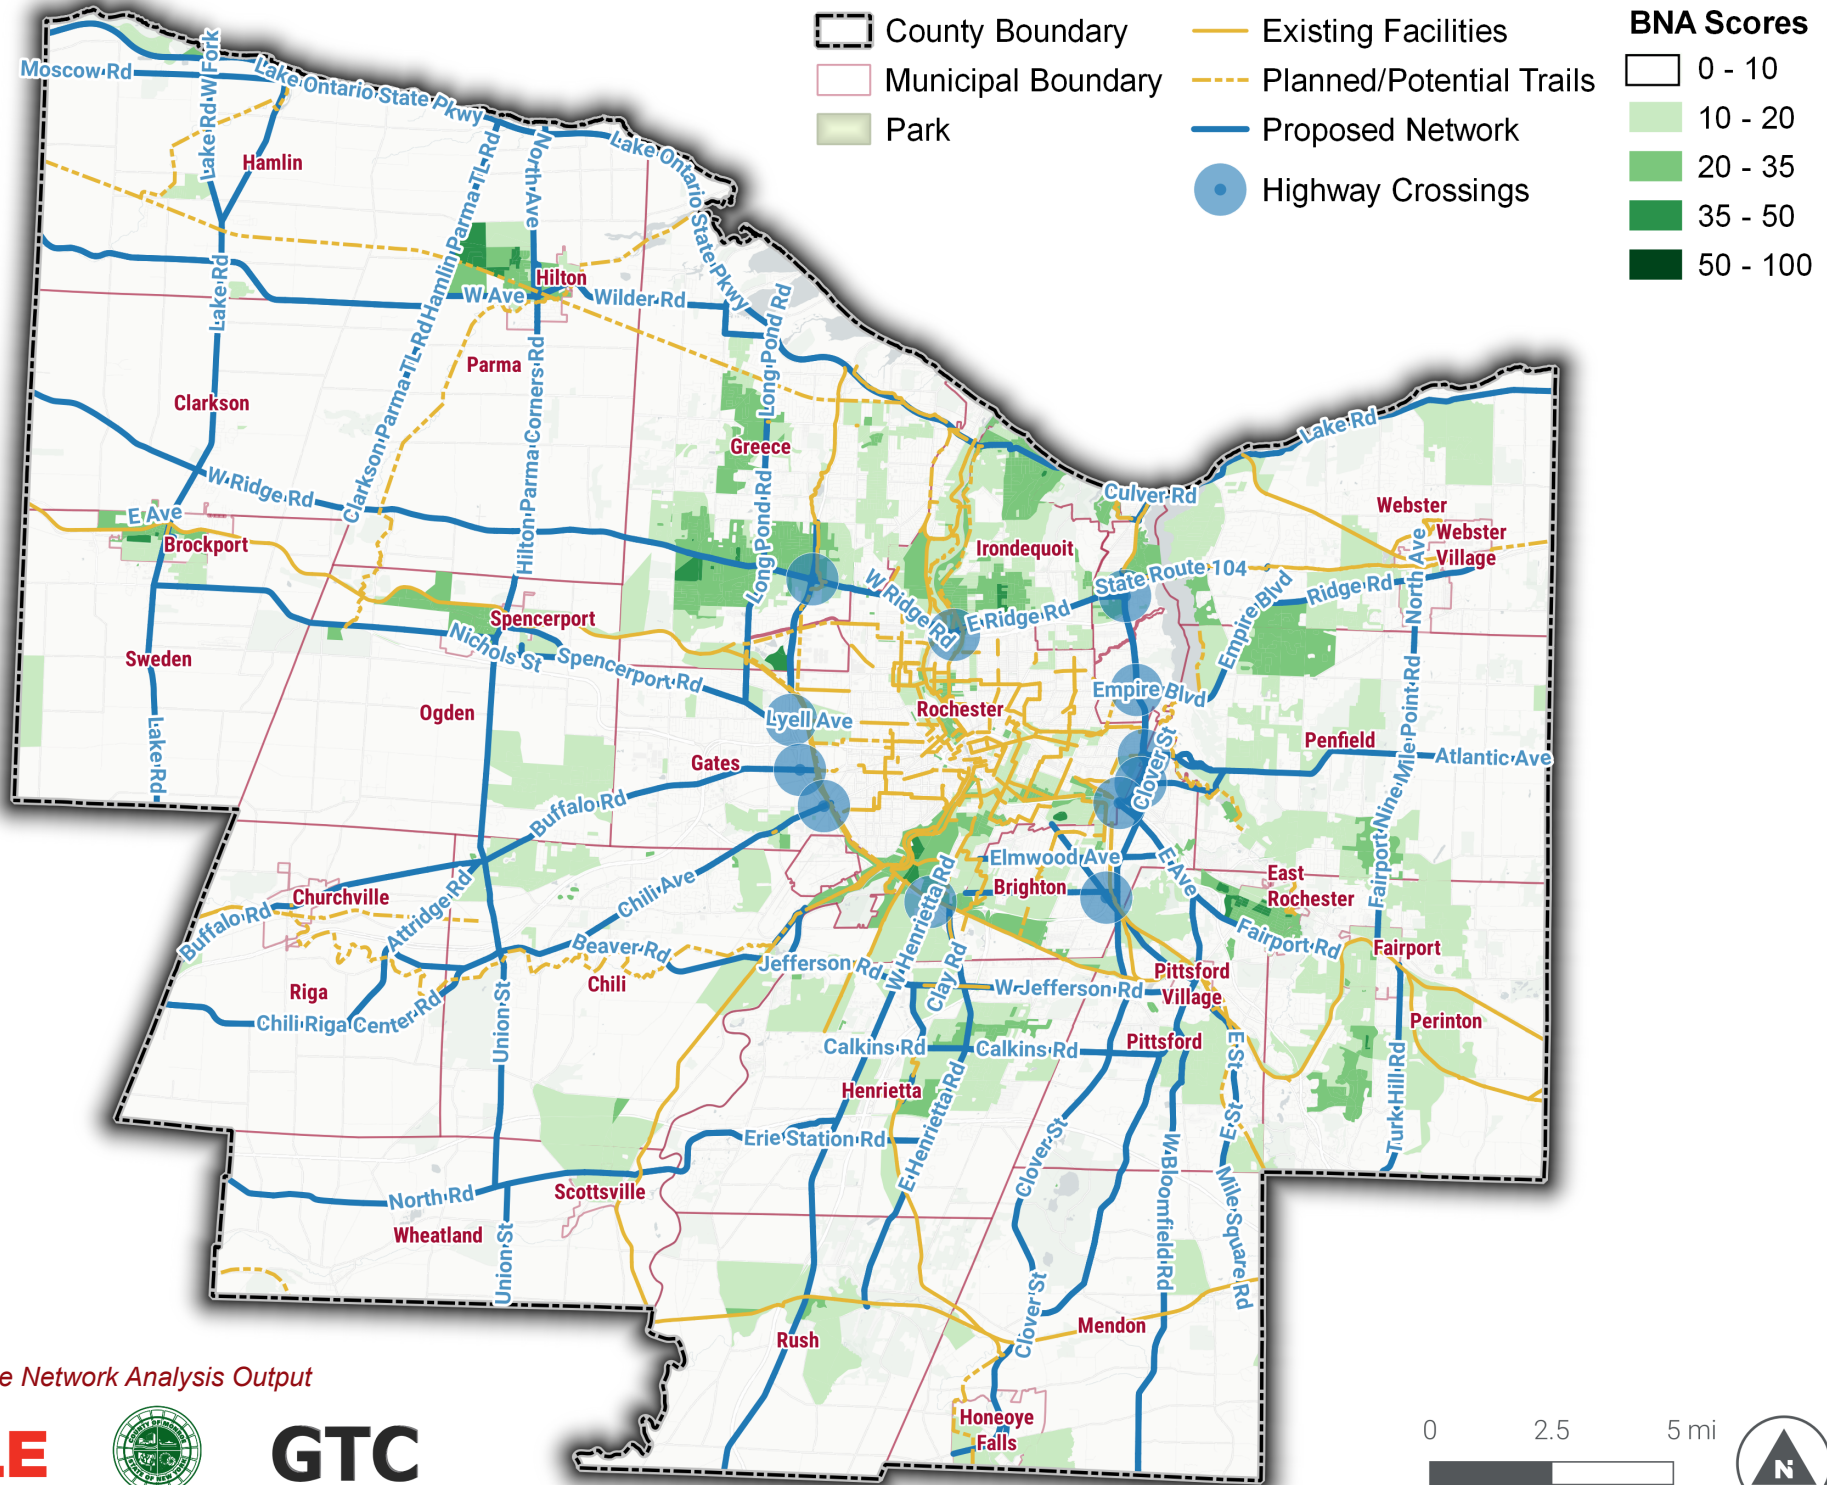 County Boundary
Municipal Boundary
Park
Existing Facilities
Planned/Potential Trails
Proposed Network
Highway Crossings
BNA Scores
0 - 10
10 - 20
20 - 35
35 - 50
50 - 100
Moscow Rd
Lake Rd W Fork
Lake Ontario State Pkwy
Hamlin
Hamlin Parma TL Rd
North Ave
Lake Ontario State Pkwy
Hilton
W Ave
Wilder Rd
Lake Rd
Long Pond Rd
Parma
Clarkson
Clarkson Parma TL Rd
Hilton Parma Corners Rd
Greece
Lake Rd
W Ridge Rd
Long Pond Rd
Culver Rd
Webster
Webster
Village
E Ave
Brockport
Irondequoit
State Route 104
W Ridge Rd
E Ridge Rd
Empire Blvd
Ridge Rd
North Ave
Spencerport
Nichols St
Spencerport Rd
Sweden
Ogden
Lyell Ave
Rochester
Empire Blvd
Lake Rd
Gates
Clover St
Penfield
Atlantic Ave
Fairport Nine Mile Point Rd
Buffalo Rd
Elmwood Ave
E Ave
Brighton
East
Rochester
Churchville
Buffalo Rd
Attridge Rd
Chili Ave
Beaver Rd
Jefferson Rd
W Henrietta Rd
Clay Rd
W Jefferson Rd
Fairport Rd
Fairport
Riga
Chili
Chili Riga Center Rd
Union St
Pittsford
Village
Pittsford
Perinton
Calkins Rd
Calkins Rd
Henrietta
E Henrietta Rd
E St
E St
Turk Hill Rd
Erie Station Rd
Clover St
W Bloomfield Rd
Mile Square Rd
North Rd
Scottsville
Wheatland
Union St
Clover St
Rush
Mendon
Honeoye
Falls
e Network Analysis Output
LE
COUNTY OF MONROE
STATE OF NEW YORK
GTC
0 2.5 5 mi
N